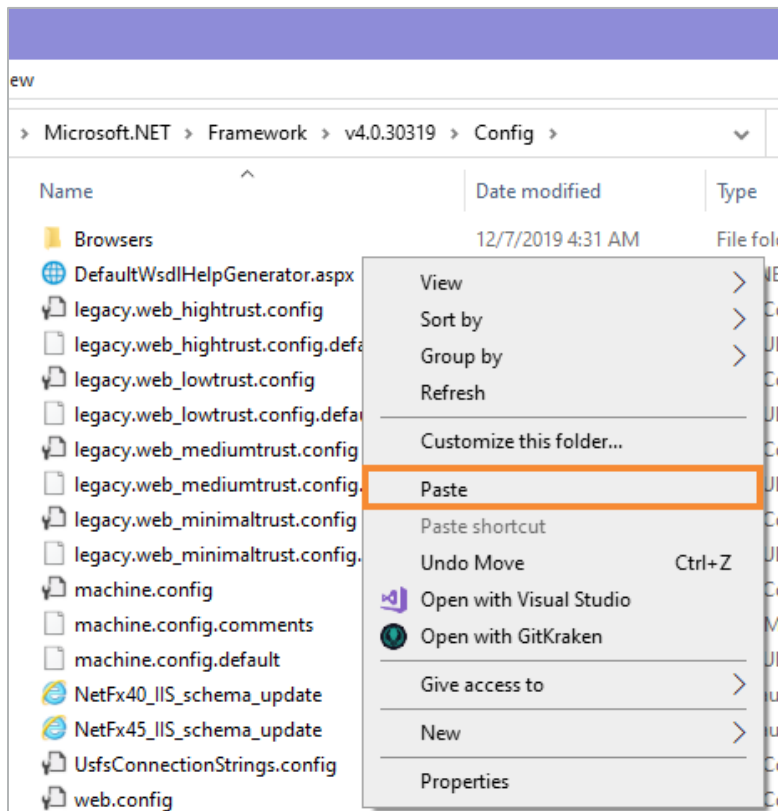 ew
Microsoft.NET > Framework > v4.0.30319 > Config >
Name Date modified Type
Browsers 12/7/2019 4:31 AM File fol
DefaultWsdlHelpGenerator.aspx
legacy.web_hightrust.config
legacy.web_hightrust.config.defa
legacy.web_lowtrust.config
legacy.web_lowtrust.config.defau
legacy.web_mediumtrust.config
legacy.web_mediumtrust.config.
legacy.web_minimaltrust.config
legacy.web_minimaltrust.config.
machine.config
machine.config.comments
machine.config.default
NetFx40_IIS_schema_update
NetFx45_IIS_schema_update
UsfsConnectionStrings.config
web.config
View
Sort by
Group by
Refresh
Customize this folder...
Paste
Paste shortcut
Undo Move Ctrl+Z
Open with Visual Studio
Open with GitKraken
Give access to
New
Properties